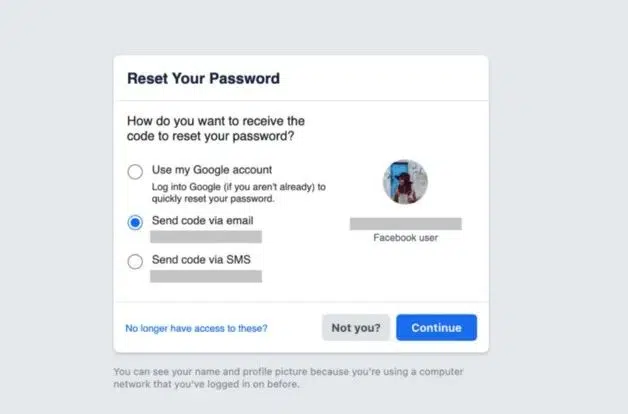 Reset Your Password
How do you want to receive the
code to reset your password?
Use my Google account
Log into Google (if you aren't already) to
quickly reset your password.
Send code via email
Send code via SMS
Facebook user
No longer have access to these?
Not you?
Continue
You can see your name and profile picture because you're using a computer
network that you've logged in on before.